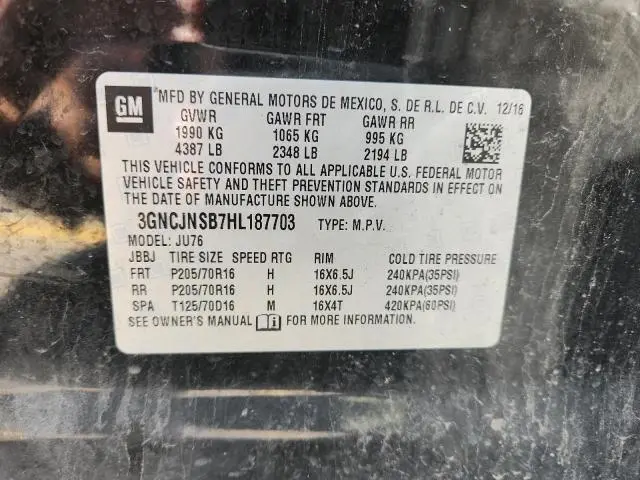 GM
MFD BY GENERAL MOTORS DE MEXICO, S. DE R.L. DE C.V. 12/16
GVWR GAWR FRT GAWR RR
1990 KG 1065 KG 995 KG
4387 LB 2348 LB 2194 LB
THIS VEHICLE CONFORMS TO ALL APPLICABLE U.S. FEDERAL MOTOR
VEHICLE SAFETY AND THEFT PREVENTION STANDARDS IN EFFECT ON
THE DATE OF MANUFACTURE SHOWN ABOVE.
3GNCJNSB7HL187703 TYPE: M.P.V.
MODEL: JU76
JBBJ TIRE SIZE SPEED RTG RIM COLD TIRE PRESSURE
FRT P205/70R16 H 16X6.5J 240KPA(35PSI)
RR P205/70R16 H 16X6.5J 240KPA(35PSI)
SPA T125/70D16 M 16X4T 420KPA(60PSI)
SEE OWNER'S MANUAL FOR MORE INFORMATION.